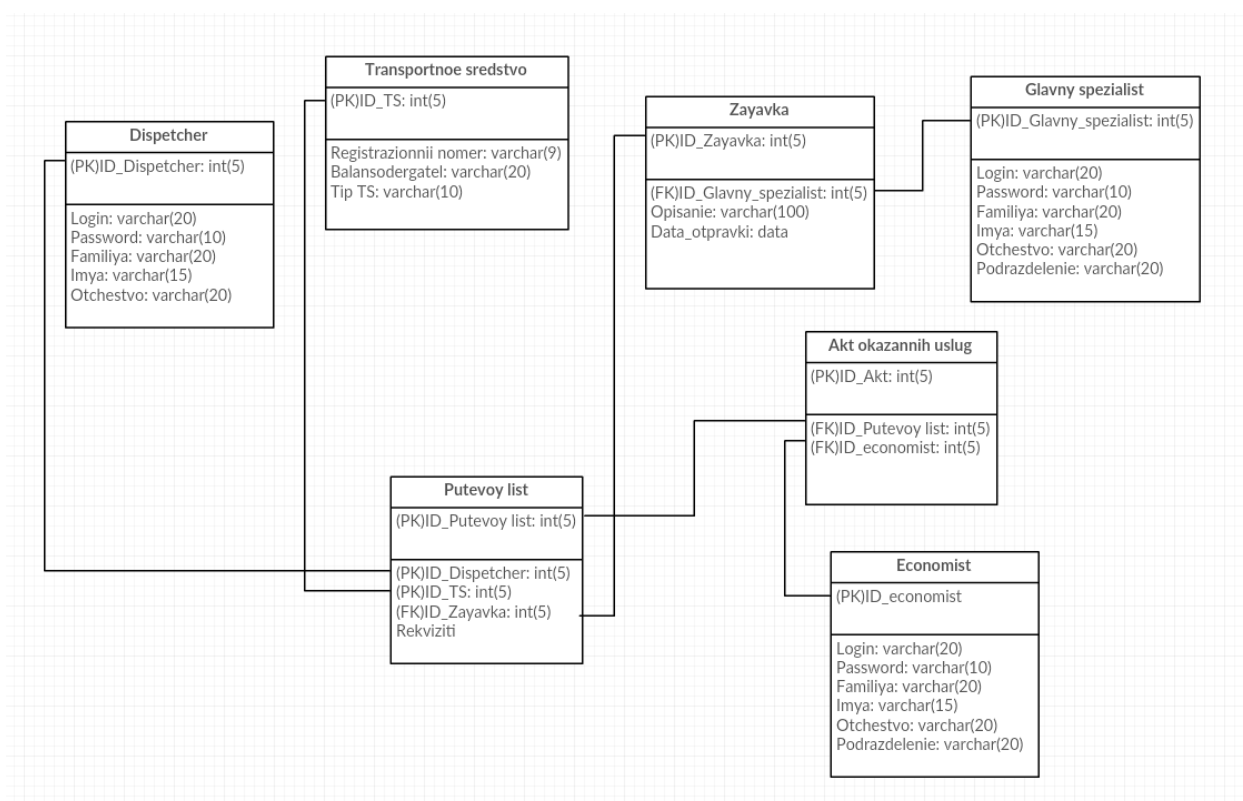 Transportnoe sredstvo
(PK)ID_TS: int(5)
Registrazionnii nomer: varchar(9)
Balansodergatel: varchar(20)
Tip TS: varchar(10)
Dispetcher
(PK)ID_Dispetcher: int(5)
Login: varchar(20)
Password: varchar(10)
Familiya: varchar(20)
Imya: varchar(15)
Otchestvo: varchar(20)
Zayavka
(PK)ID_Zayavka: int(5)
(FK)ID_Glavny_spezialist: int(5)
Opisanie: varchar(100)
Data_otpravki: data
Glavny spezialist
(PK)ID_Glavny_spezialist: int(5)
Login: varchar(20)
Password: varchar(10)
Familiya: varchar(20)
Imya: varchar(15)
Otchestvo: varchar(20)
Podrazdelenie: varchar(20)
Akt okazannih uslug
(PK)ID_Akt: int(5)
(FK)ID_Putevoy list: int(5)
(FK)ID_economist: int(5)
Putevoy list
(PK)ID_Putevoy list: int(5)
(PK)ID_Dispetcher: int(5)
(PK)ID_TS: int(5)
(FK)ID_Zayavka: int(5)
Rekviziti
Economist
(PK)ID_economist
Login: varchar(20)
Password: varchar(10)
Familiya: varchar(20)
Imya: varchar(15)
Otchestvo: varchar(20)
Podrazdelenie: varchar(20)